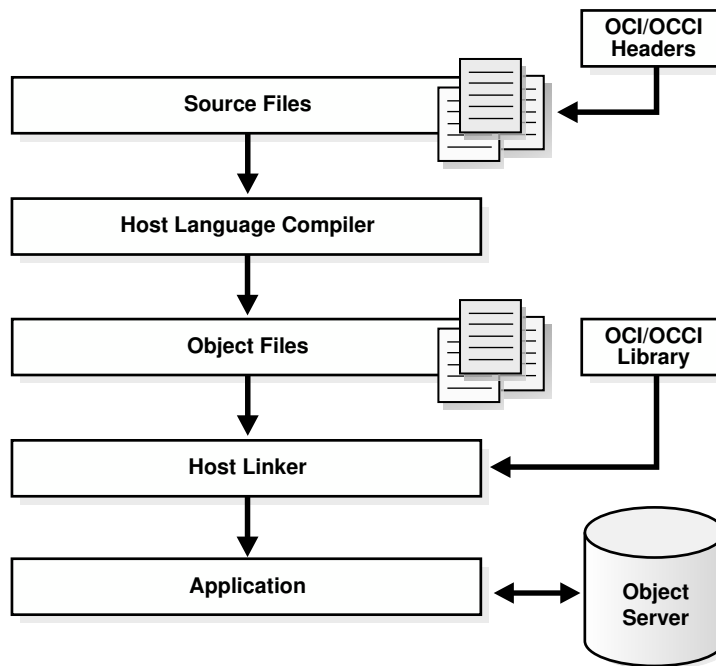 OCI/OCCI
Headers
Source Files
Host Language Compiler
Object Files
OCI/OCCI
Library
Host Linker
Application
Object
Server